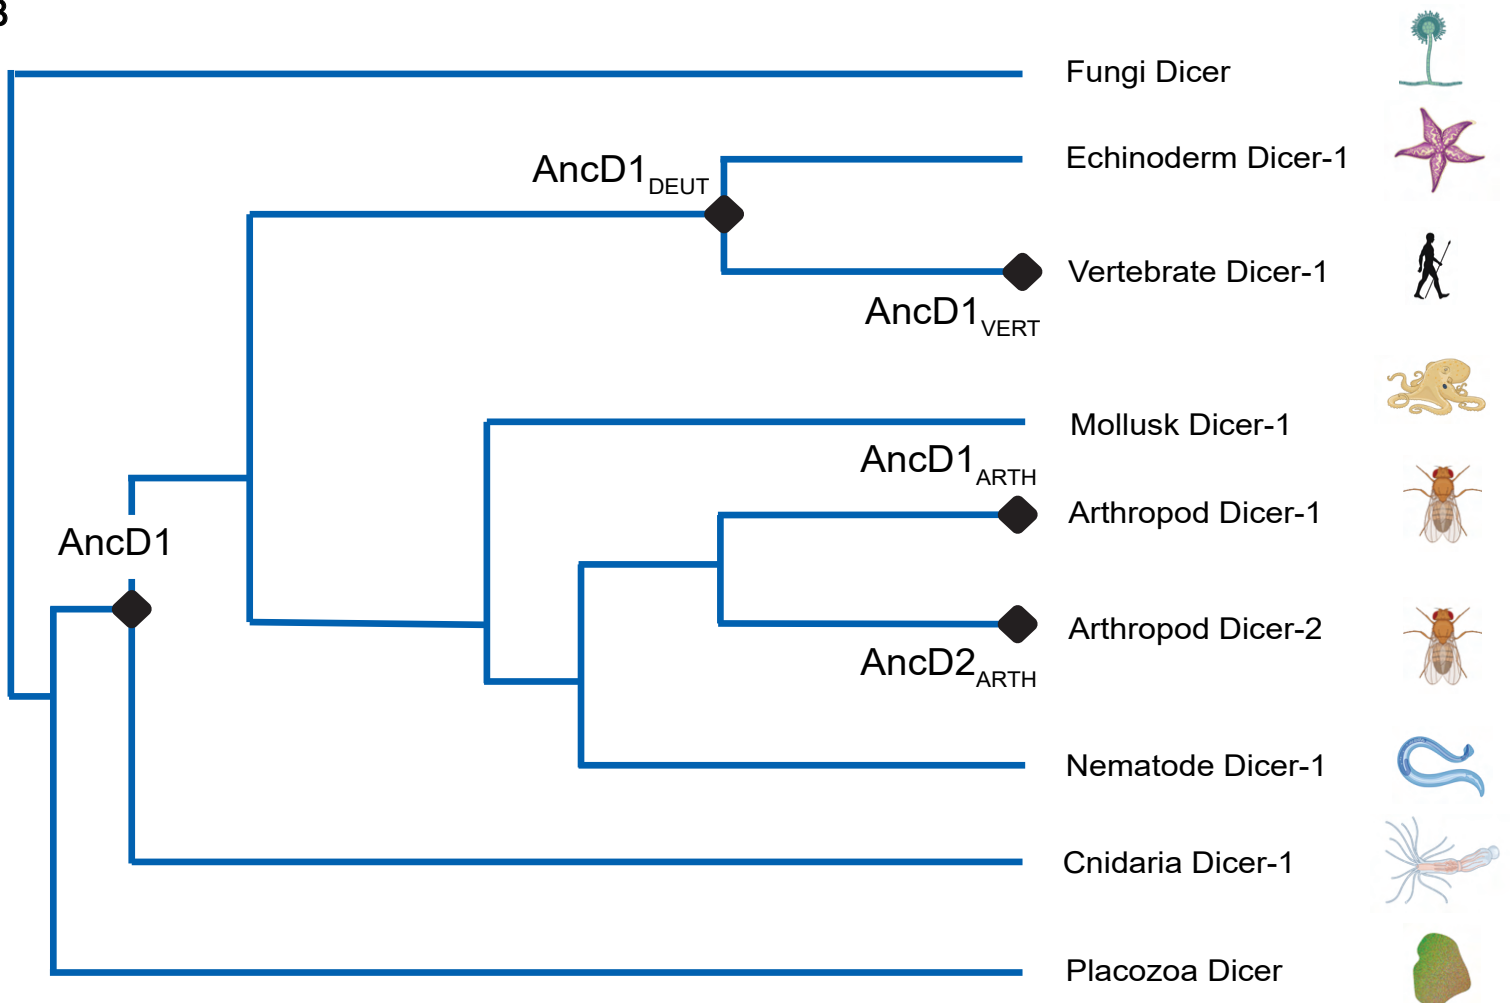 B
Fungi Dicer
Echinoderm Dicer-1
AncD1DEUT
Vertebrate Dicer-1
AncD1VERT
Mollusk Dicer-1
AncD1ARTH
Arthropod Dicer-1
AncD1
Arthropod Dicer-2
AncD2ARTH
Nematode Dicer-1
Cnidaria Dicer-1
Placozoa Dicer